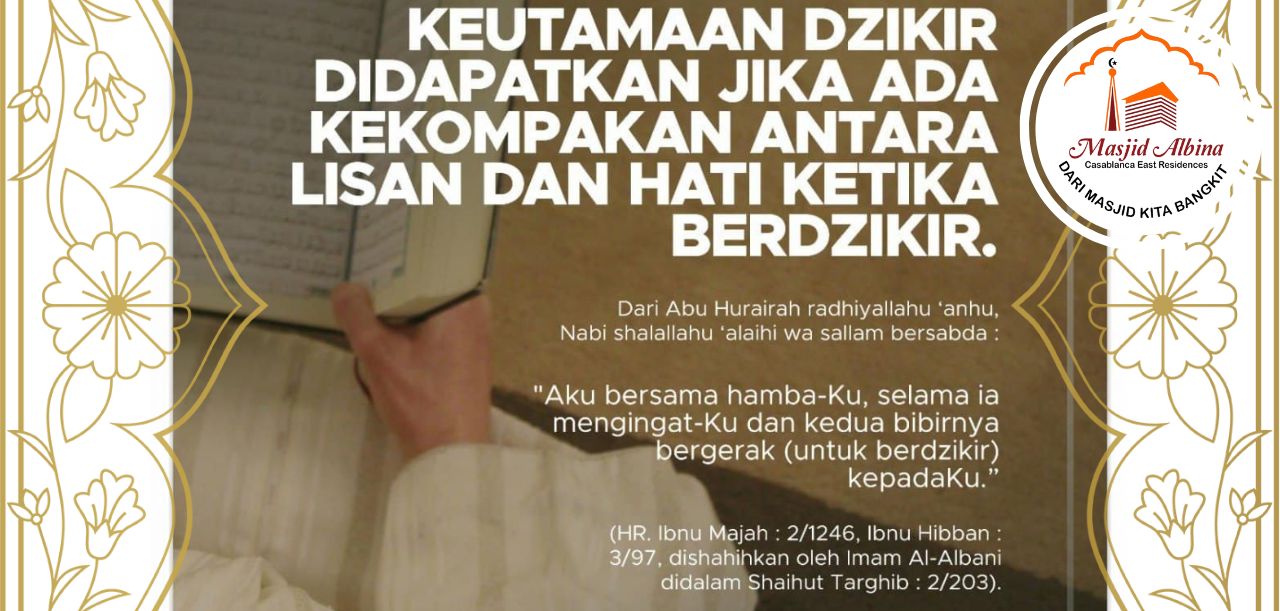 KEUTAMAAN DZIKIR
DIDAPATKAN JIKA ADA
KEKOMPAKAN ANTARA
LISAN DAN HATI KETIKA
BERDZIKIR.
Masjid Albina
Casablanca East Residences
DARI MASJID KITA BANGKIT
Dari Abu Hurairah radhiyallahu ‘anhu,
Nabi shalallahu ‘alaihi wa sallam bersabda :
"Aku bersama hamba-Ku, selama ia
mengingat-Ku dan kedua bibirnya
bergerak (untuk berdzikir)
kepadaKu.”
(HR. Ibnu Majah : 2/1246, Ibnu Hibban :
3/97, dishahihkan oleh Imam Al-Albani
didalam Shaihut Targhib : 2/203).